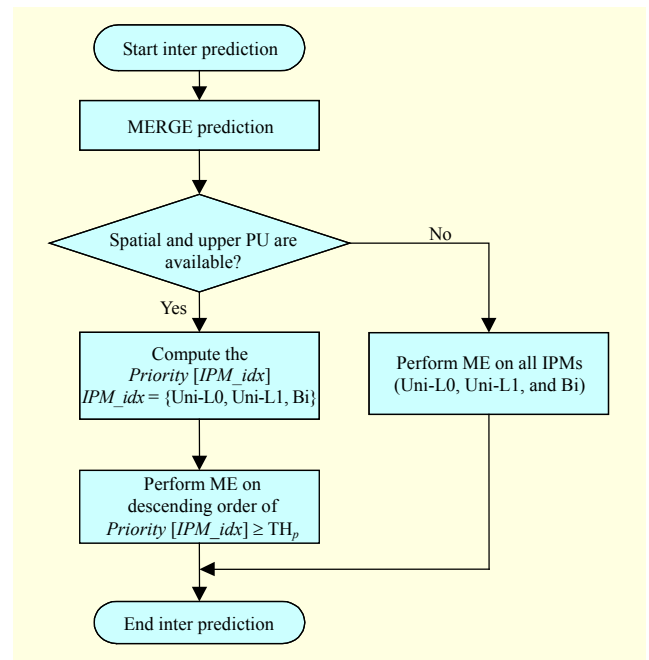 Start inter prediction
MERGE prediction
Spatial and upper PU are
available?
No
Yes
Compute the
Priority [IPM_idx]
IPM_idx = {Uni-L0, Uni-L1, Bi}
Perform ME on all IPMs
(Uni-L0, Uni-L1, and Bi)
Perform ME on
descending order of
Priority [IPM_idx] ≥ THp
End inter prediction